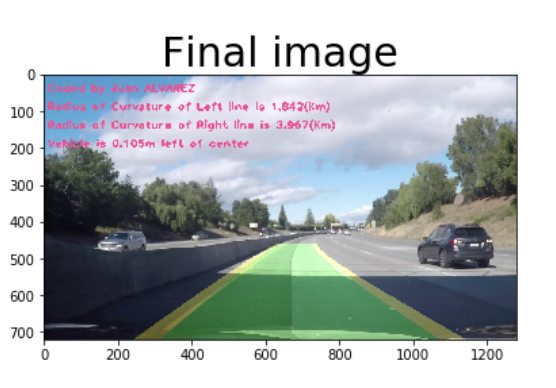 Final image
Coded by Juan ALVAREZ
Radius of Curvature of Left line is 1.842(Km)
Radius of Curvature of Right line is 3.967(Km)
Vehicle is 0.105m left of center
0
100
200
300
400
500
600
700
0 200 400 600 800 1000 1200